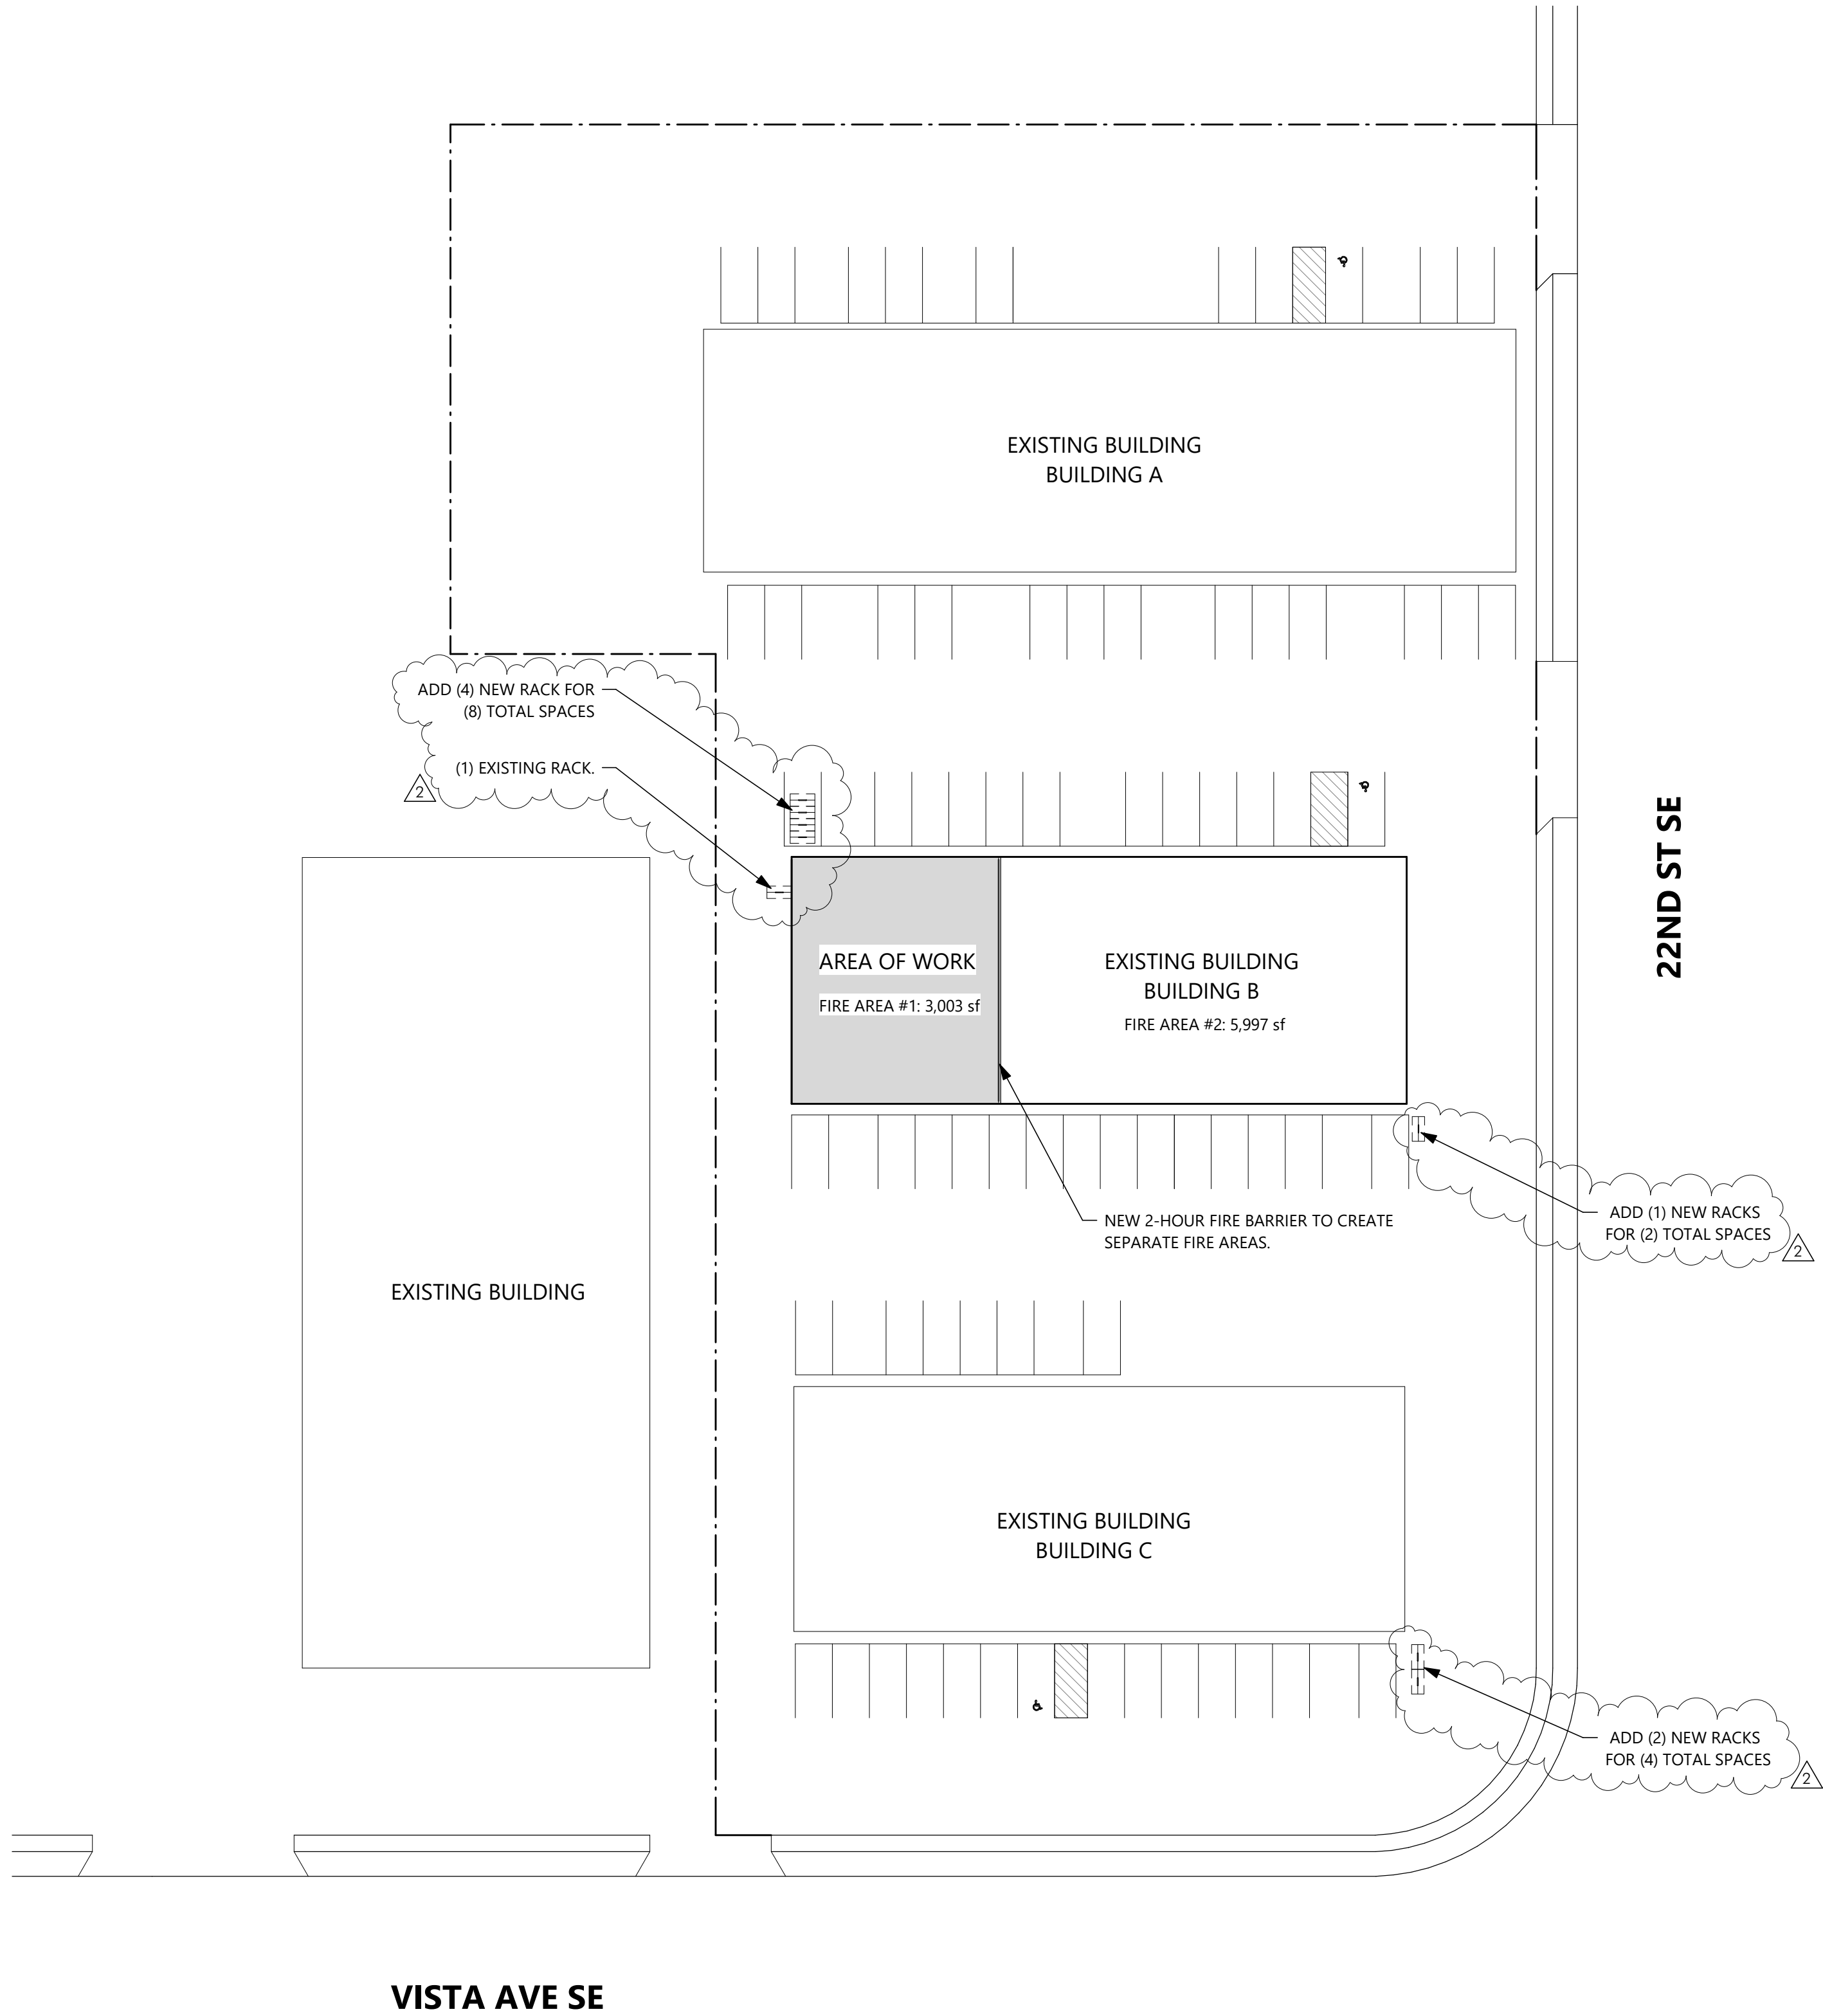 EXISTING BUILDING
BUILDING A
ADD (4) NEW RACK FOR
(8) TOTAL SPACES
(1) EXISTING RACK.
2
22ND ST SE
AREA OF WORK
FIRE AREA #1: 3,003 sf
EXISTING BUILDING
BUILDING B
FIRE AREA #2: 5,997 sf
NEW 2-HOUR FIRE BARRIER TO CREATE
SEPARATE FIRE AREAS.
ADD (1) NEW RACKS
FOR (2) TOTAL SPACES
2
EXISTING BUILDING
EXISTING BUILDING
BUILDING C
ADD (2) NEW RACKS
FOR (4) TOTAL SPACES
2
VISTA AVE SE